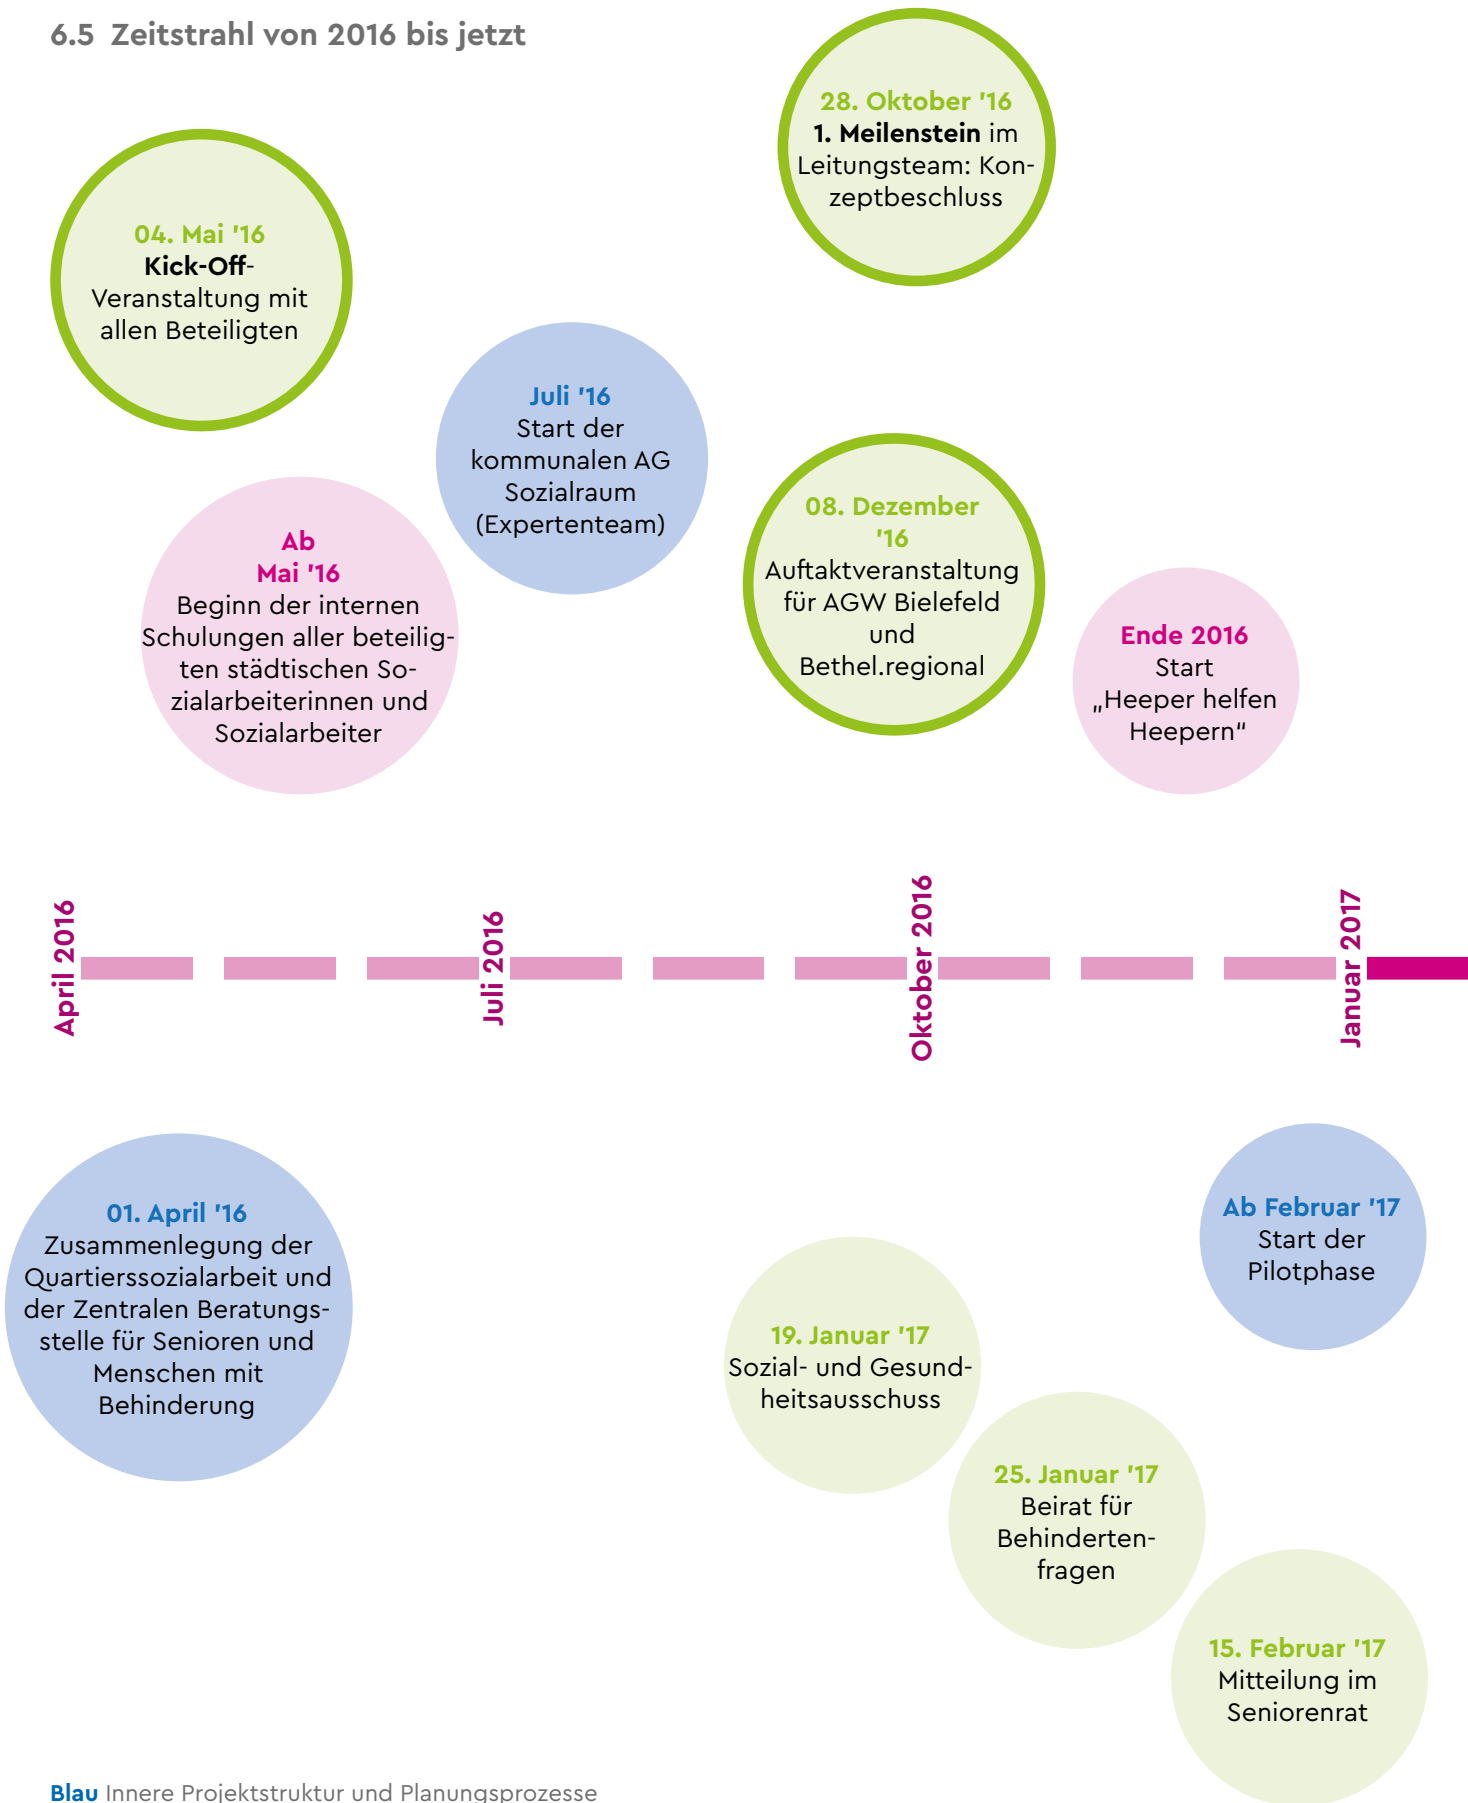 6.5 Zeitstrahl von 2016 bis jetzt
28. Oktober '16
1. Meilenstein im
Leitungsteam: Kon-
zeptbeschluss
04. Mai '16
Kick-Off-
Veranstaltung mit
allen Beteiligten
Juli '16
Start der
kommunalen AG
Sozialraum
(Expertenteam)
08. Dezember
'16
Auftaktveranstaltung
für AGW Bielefeld
und
Bethel.regional
Ab
Mai '16
Beginn der internen
Schulungen aller beteilig-
ten städtischen So-
zialarbeiterinnen und
Sozialarbeiter
Ende 2016
Start
„Heeper helfen
Heepern“
April 2016
Juli 2016
Oktober 2016
Januar 2017
01. April '16
Zusammenlegung der
Quartierssozialarbeit und
der Zentralen Beratungs-
stelle für Senioren und
Menschen mit
Behinderung
Ab Februar '17
Start der
Pilotphase
19. Januar '17
Sozial- und Gesund-
heitsausschuss
25. Januar '17
Beirat für
Behinderten-
fragen
15. Februar '17
Mitteilung im
Seniorenrat
Blau Innere Projektstruktur und Planungsprozesse